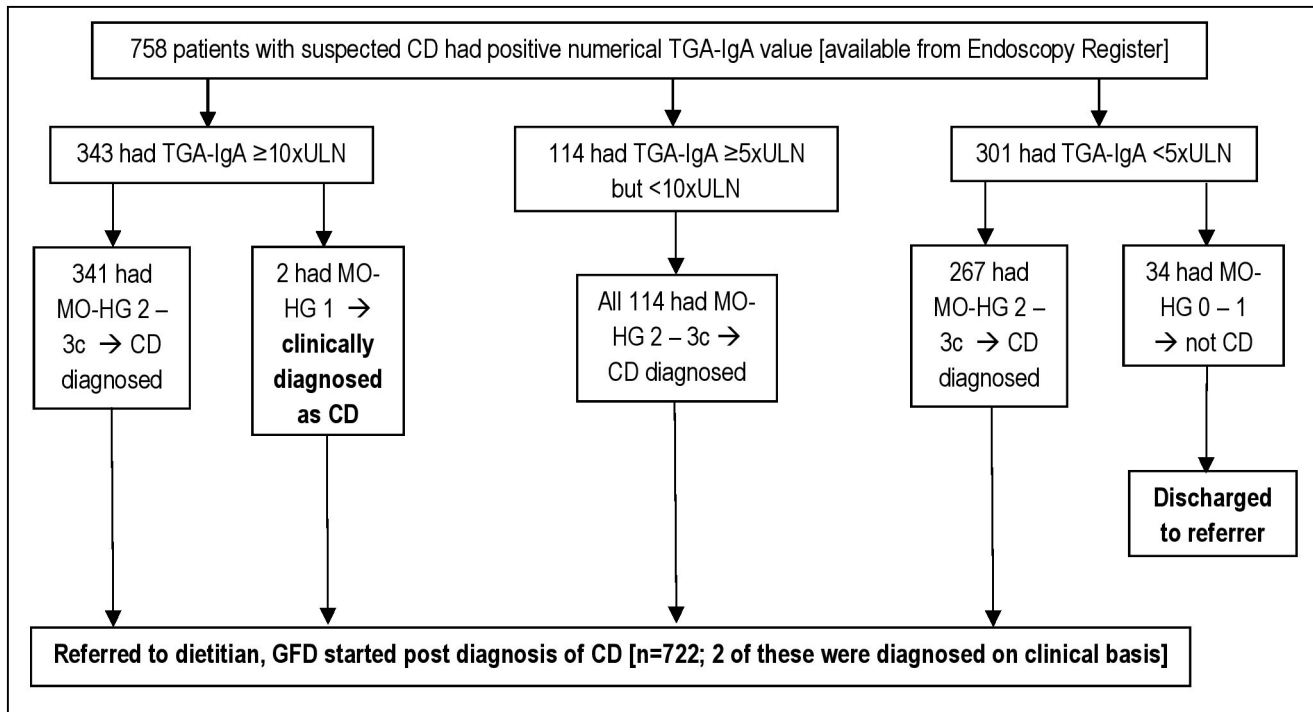 758 patients with suspected CD had positive numerical TGA-IgA value [available from Endoscopy Register]
343 had TGA-IgA ≥10xULN
114 had TGA-IgA ≥5xULN
but <10xULN
301 had TGA-IgA <5xULN
341 had
MO-HG 2 –
3c → CD
diagnosed
2 had MO-
HG 1 →
clinically
diagnosed
as CD
All 114 had MO-
HG 2 – 3c →
CD diagnosed
267 had
MO-HG 2 –
3c → CD
diagnosed
34 had MO-
HG 0 – 1
→ not CD
Discharged
to referrer
Referred to dietitian, GFD started post diagnosis of CD [n=722; 2 of these were diagnosed on clinical basis]